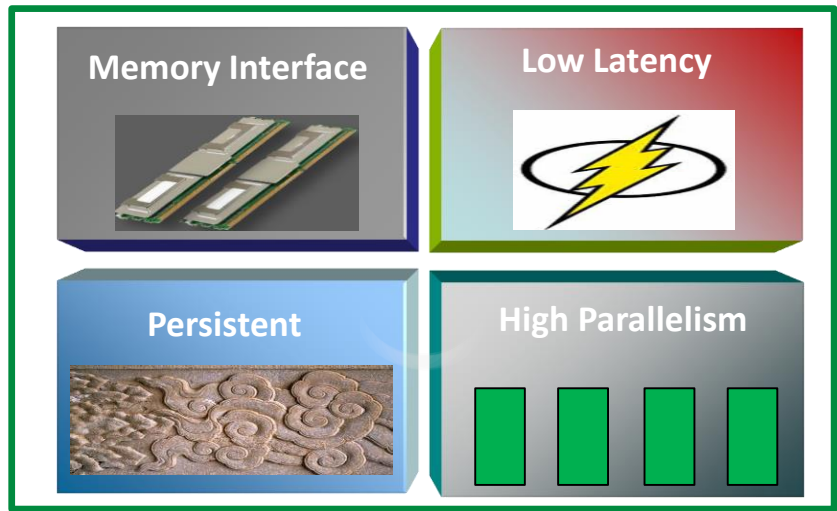 Memory Interface
Low Latency
Persistent
High Parallelism